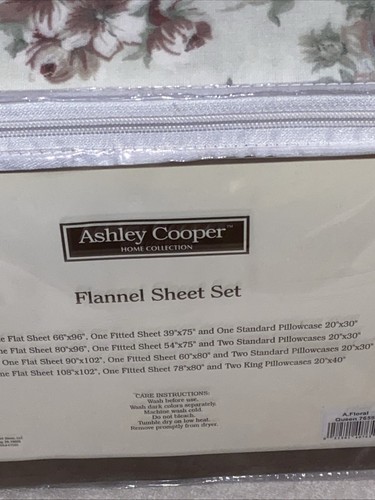 Ashley Cooper™
HOME COLLECTION
Flannel Sheet Set
Flat Sheet 66"x96", One Fitted Sheet 39"x75" and One Standard Pillowcase 20"x30"
Flat Sheet 80"x96", One Fitted Sheet 54"x75" and Two Standard Pillowcases 20"x30"
One Flat Sheet 90"x102", One Fitted Sheet 60"x80" and Two Standard Pillowcases 20"x30"
Flat Sheet 108"x102", One Fitted Sheet 78"x80" and Two King Pillowcases 20"x40"
CARE INSTRUCTIONS:
Wash before use.
Wash dark colors separately.
Machine wash cold.
Do not bleach.
Tumble dry on low heat.
Remove promptly from dryer.
A.Floral
Queen